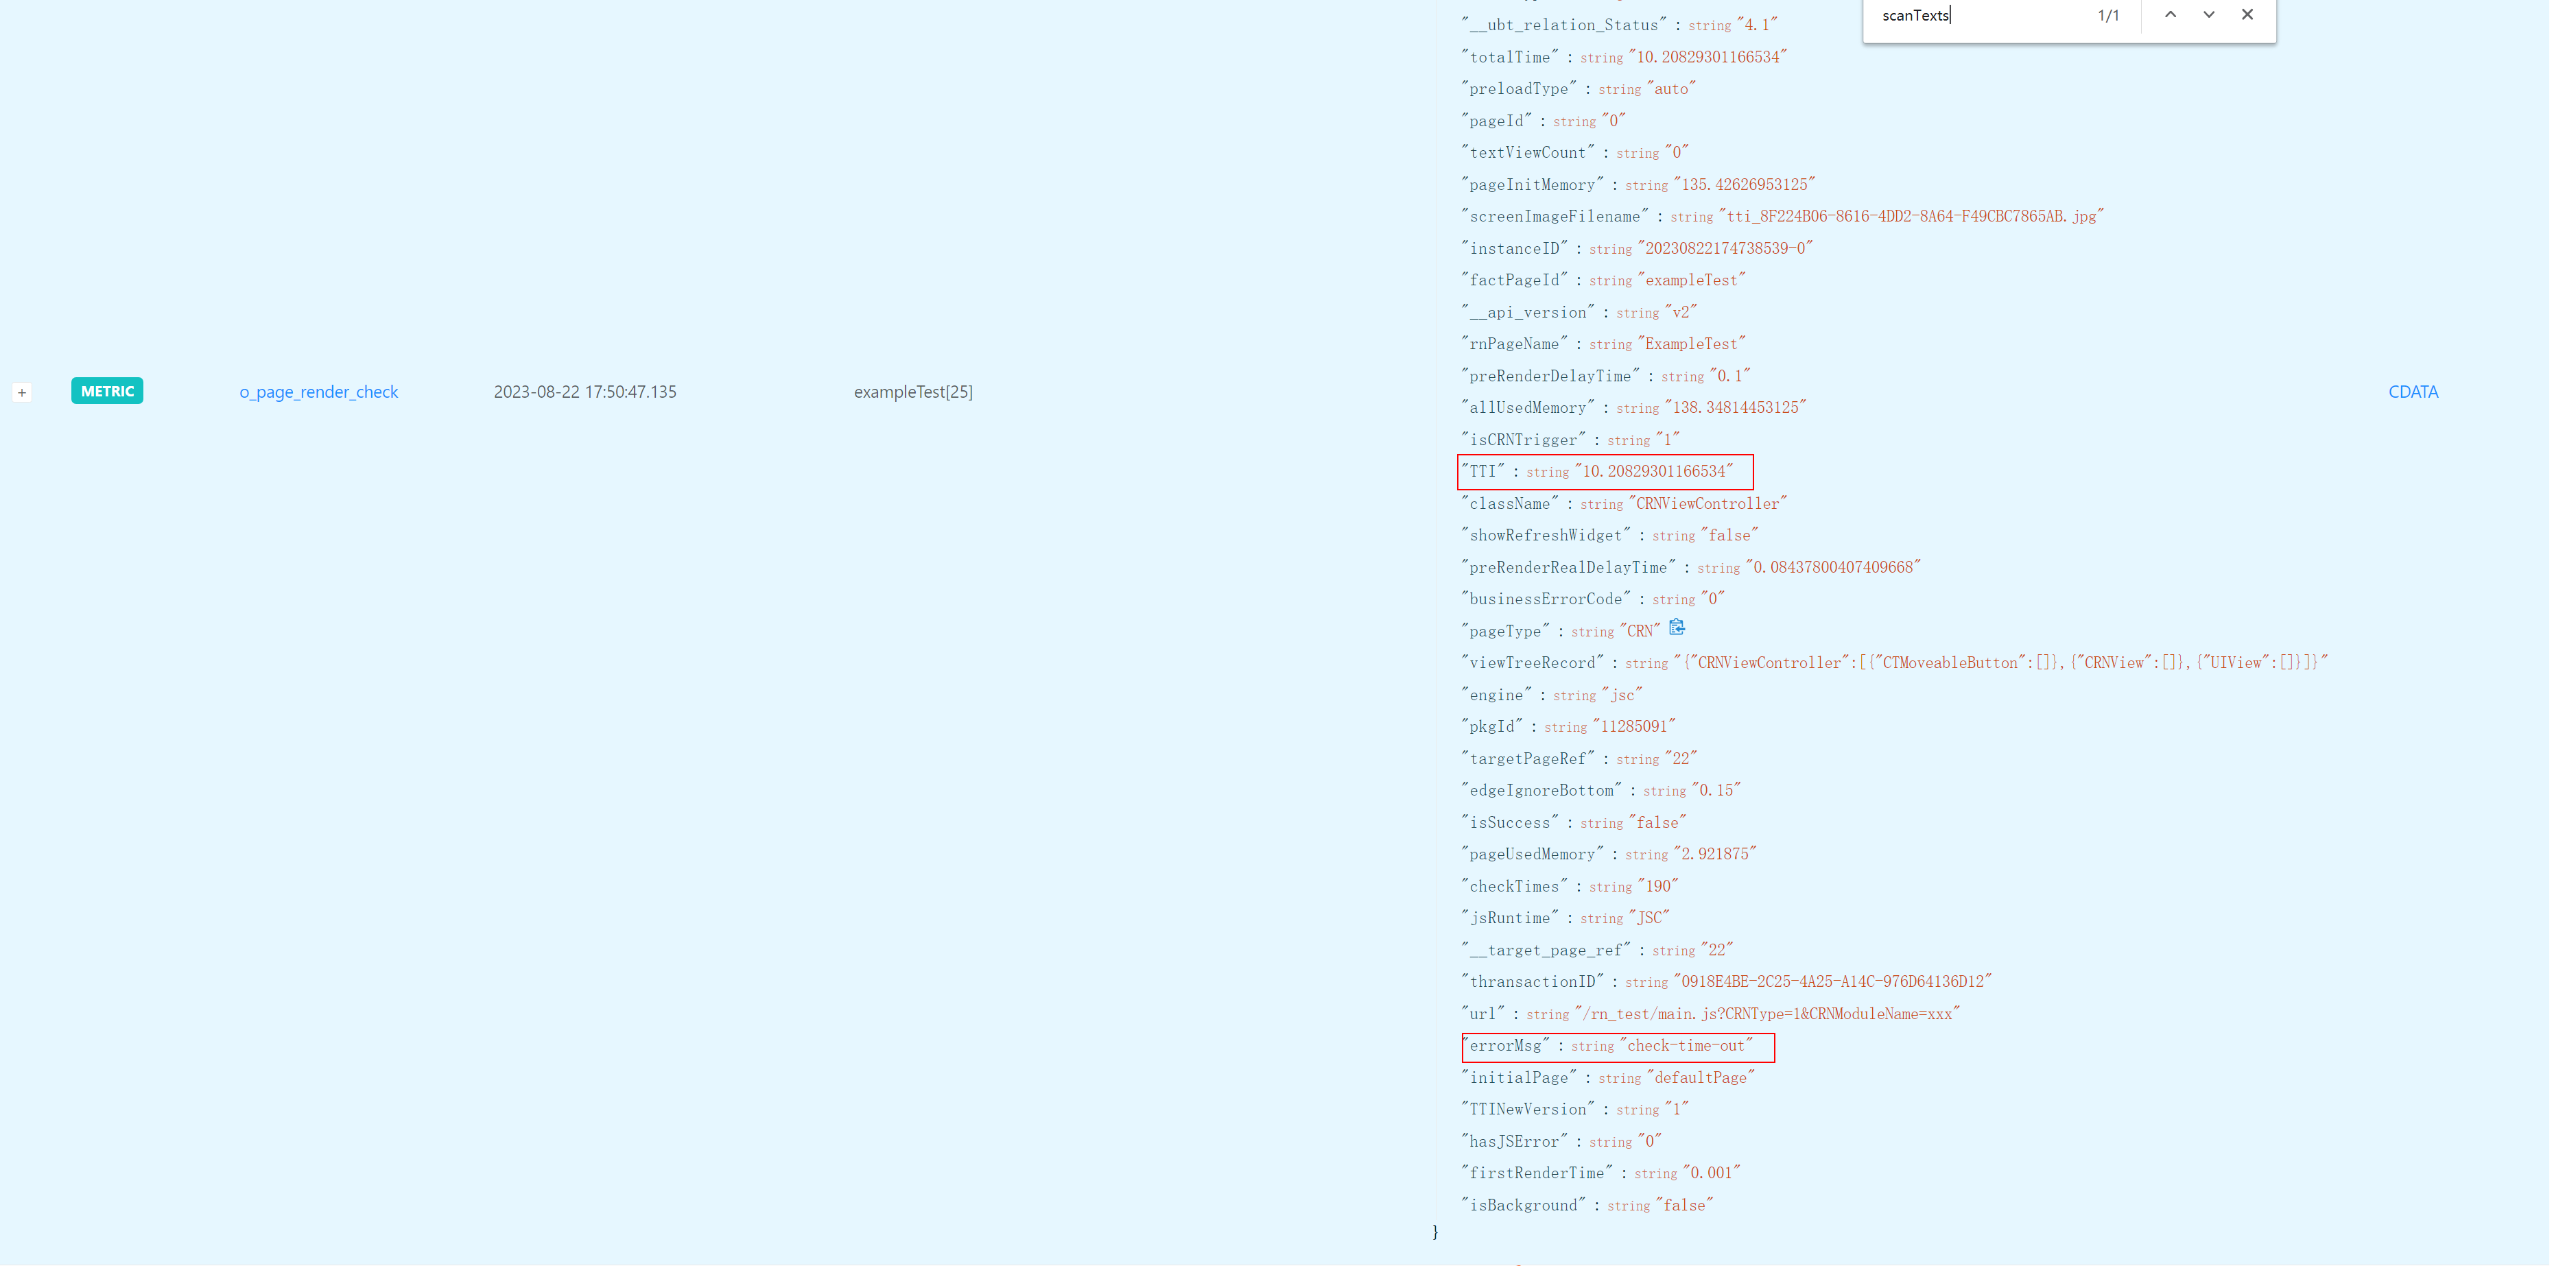 scanTexts 1/1
"__ubt_relation_Status" : string "4.1"
"totalTime" : string "10.20829301166534"
"preloadType" : string "auto"
"pageId" : string "0"
"textViewCount" : string "0"
"pageInitMemory" : string "135.42626953125"
"screenImageFilename" : string "tti_8F224B06-8616-4DD2-8A64-F49CBC7865AB.jpg"
"instanceID" : string "20230822174738539-0"
"factPageId" : string "exampleTest"
"__api_version" : string "v2"
"rnPageName" : string "ExampleTest"
"preRenderDelayTime" : string "0.1"
+ METRIC o_page_render_check 2023-08-22 17:50:47.135 exampleTest[25] CDATA
"allUsedMemory" : string "138.34814453125"
"isCRNTrigger" : string "1"
"TTI" : string "10.20829301166534"
"className" : string "CRNViewController"
"showRefreshWidget" : string "false"
"preRenderRealDelayTime" : string "0.08437800407409668"
"businessErrorCode" : string "0"
"pageType" : string "CRN"
"viewTreeRecord" : string "{"CRNViewController":[{"CTMoveableButton":[]},{"CRNView":[]},{"UIView":[]}]}"
"engine" : string "jsc"
"pkgId" : string "11285091"
"targetPageRef" : string "22"
"edgeIgnoreBottom" : string "0.15"
"isSuccess" : string "false"
"pageUsedMemory" : string "2.921875"
"checkTimes" : string "190"
"jsRuntime" : string "JSC"
"__target_page_ref" : string "22"
"thransactionID" : string "0918E4BE-2C25-4A25-A14C-976D64136D12"
"url" : string "/rn_test/main.js?CRNType=1&CRNModuleName=xxx"
"errorMsg" : string "check-time-out"
"initialPage" : string "defaultPage"
"TTINewVersion" : string "1"
"hasJSError" : string "0"
"firstRenderTime" : string "0.001"
"isBackground" : string "false"
}